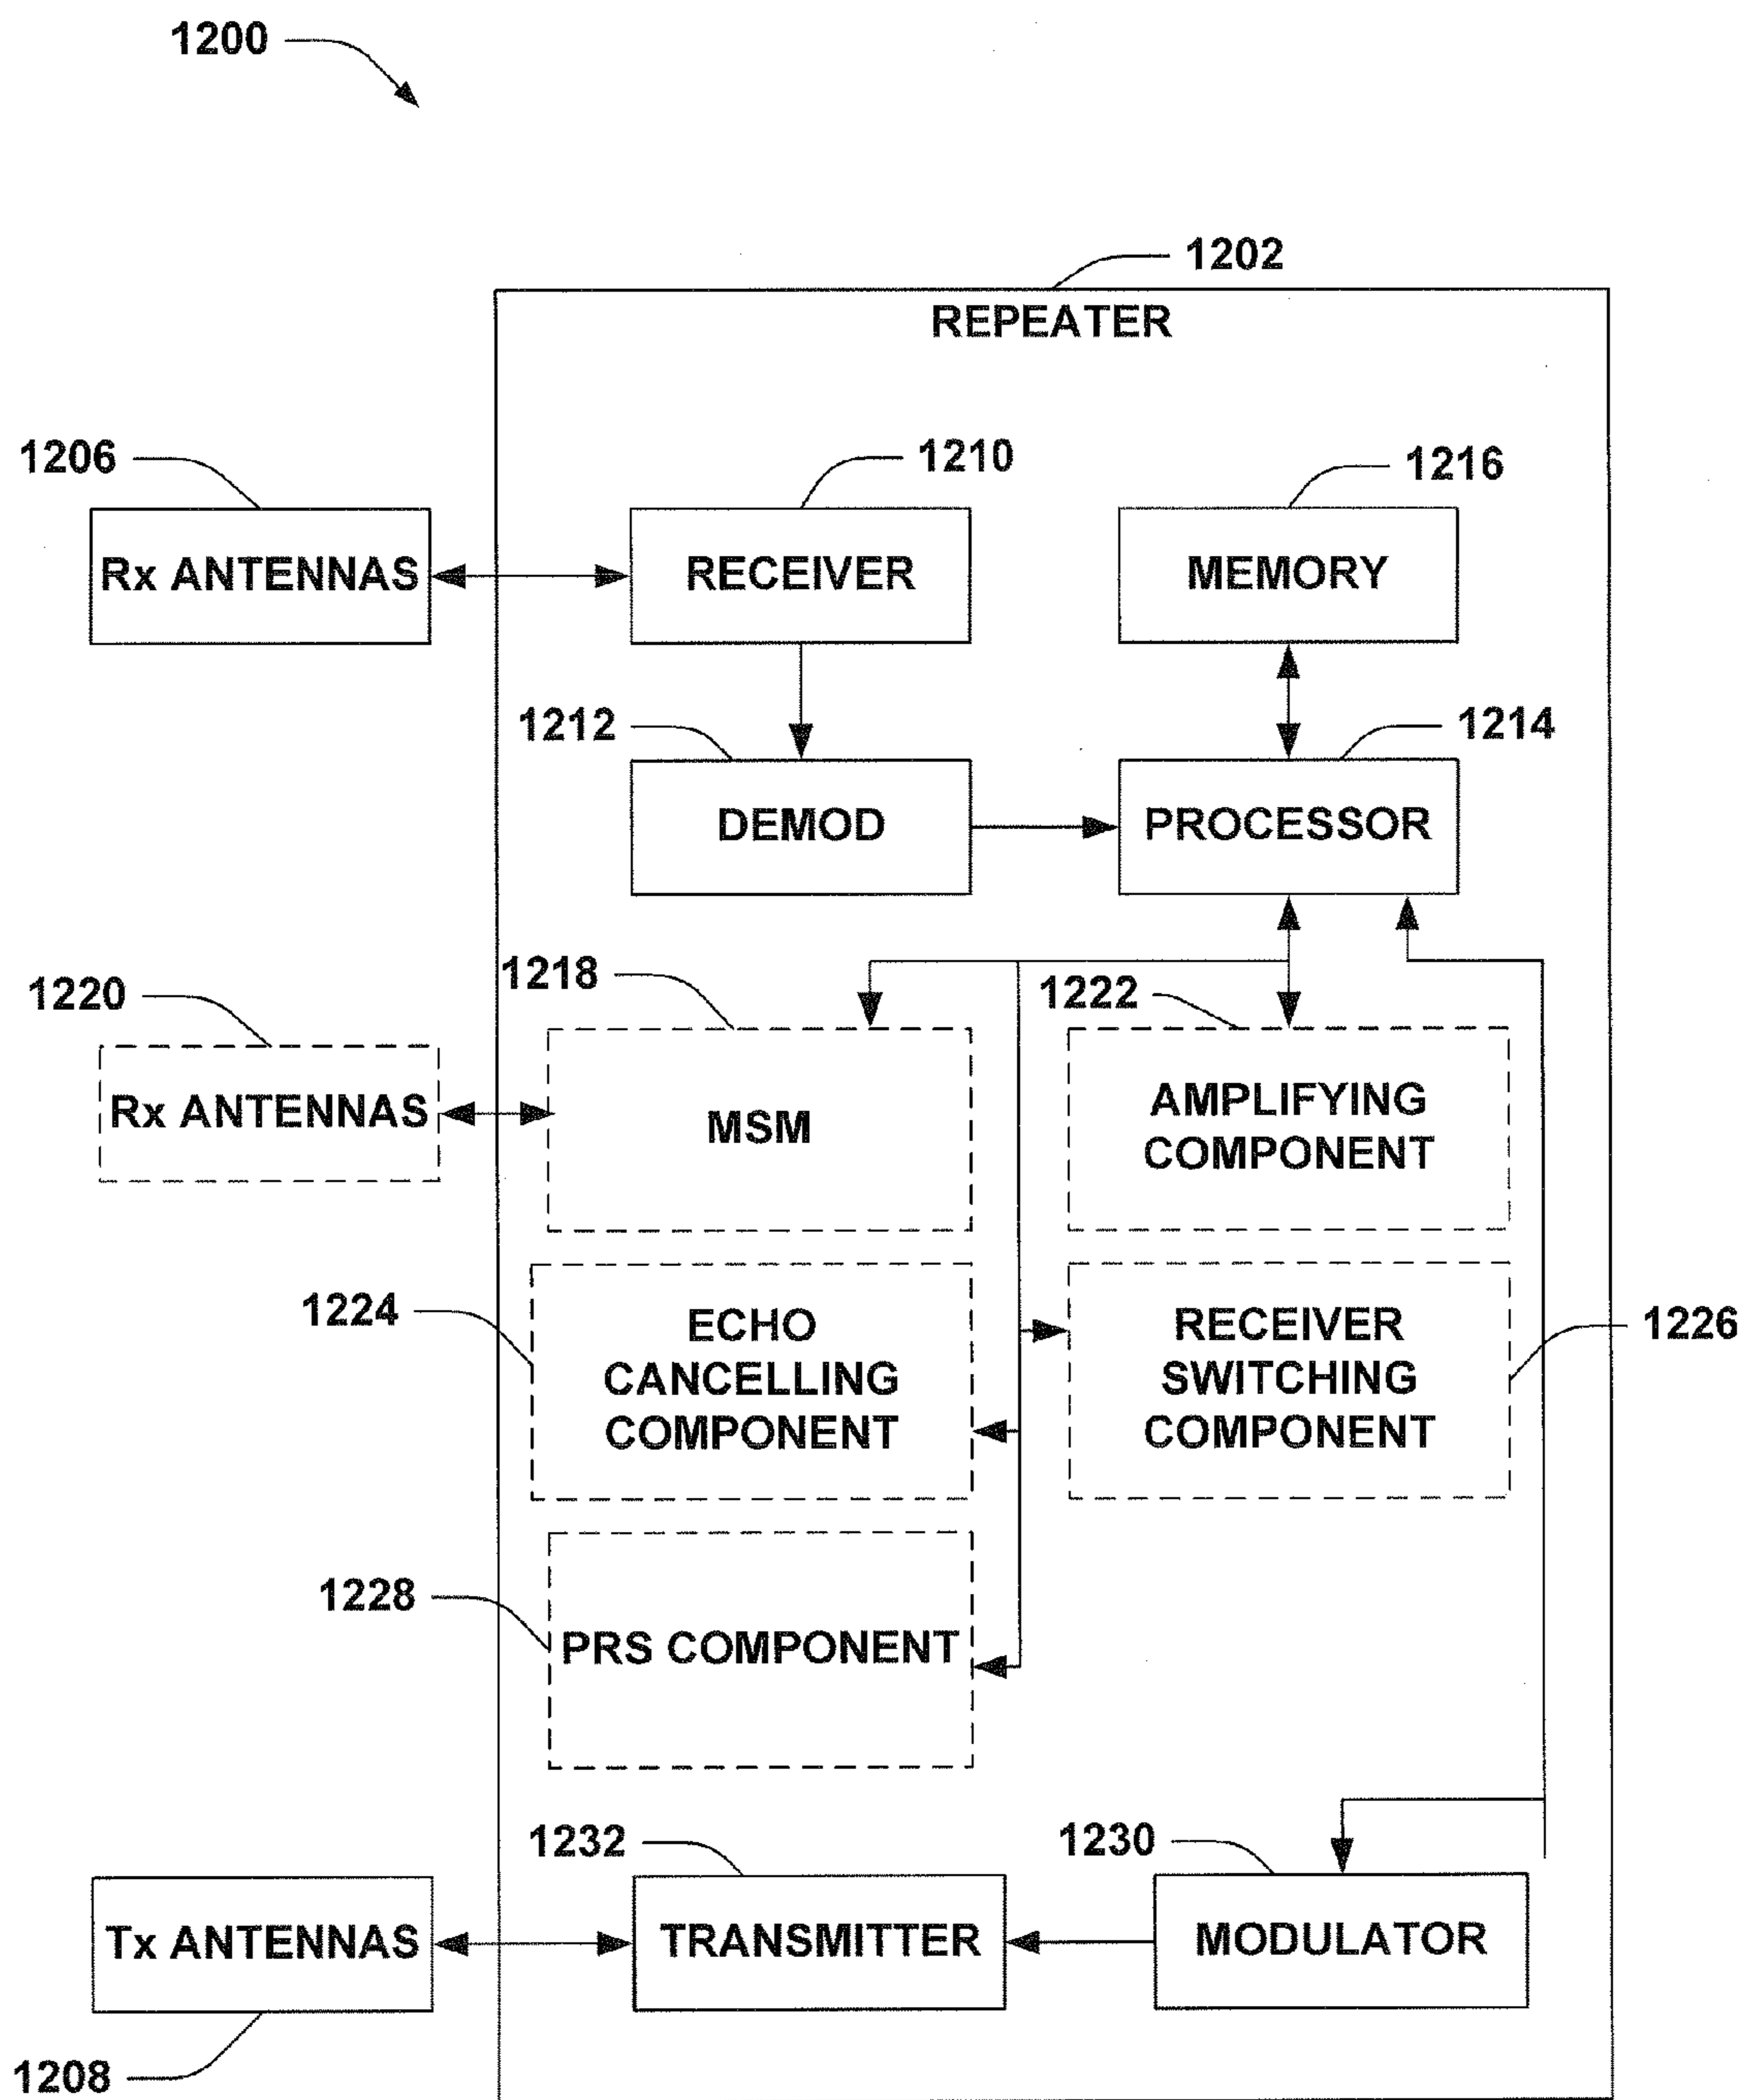 1200
1202
REPEATER
1206
1210
1216
Rx ANTENNAS
RECEIVER
MEMORY
1212
1214
DEMOD
PROCESSOR
1220
1218
1222
Rx ANTENNAS
MSM
AMPLIFYING
COMPONENT
1224
ECHO
CANCELLING
COMPONENT
RECEIVER
SWITCHING
COMPONENT
1226
1228
PRS COMPONENT
1232
1230
Tx ANTENNAS
TRANSMITTER
MODULATOR
1208